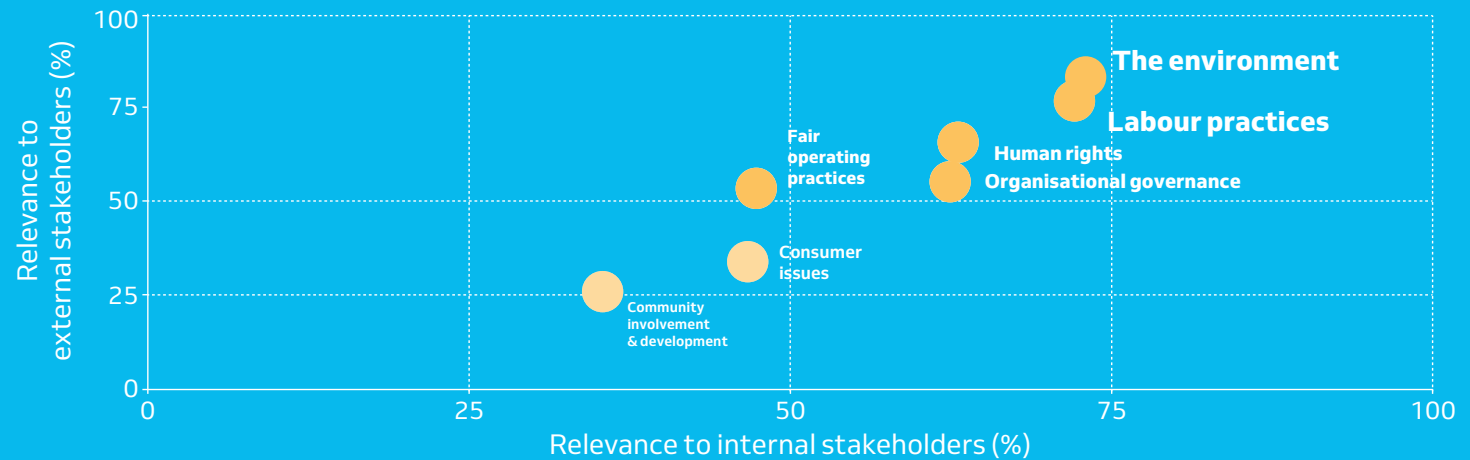 Relevance to
external stakeholders (%)
100
75
50
25
0
The environment
Labour practices
Fair
operating
practices
Human rights
Organisational governance
Consumer
issues
Community
involvement
& development
0
25
50
75
100
Relevance to internal stakeholders (%)